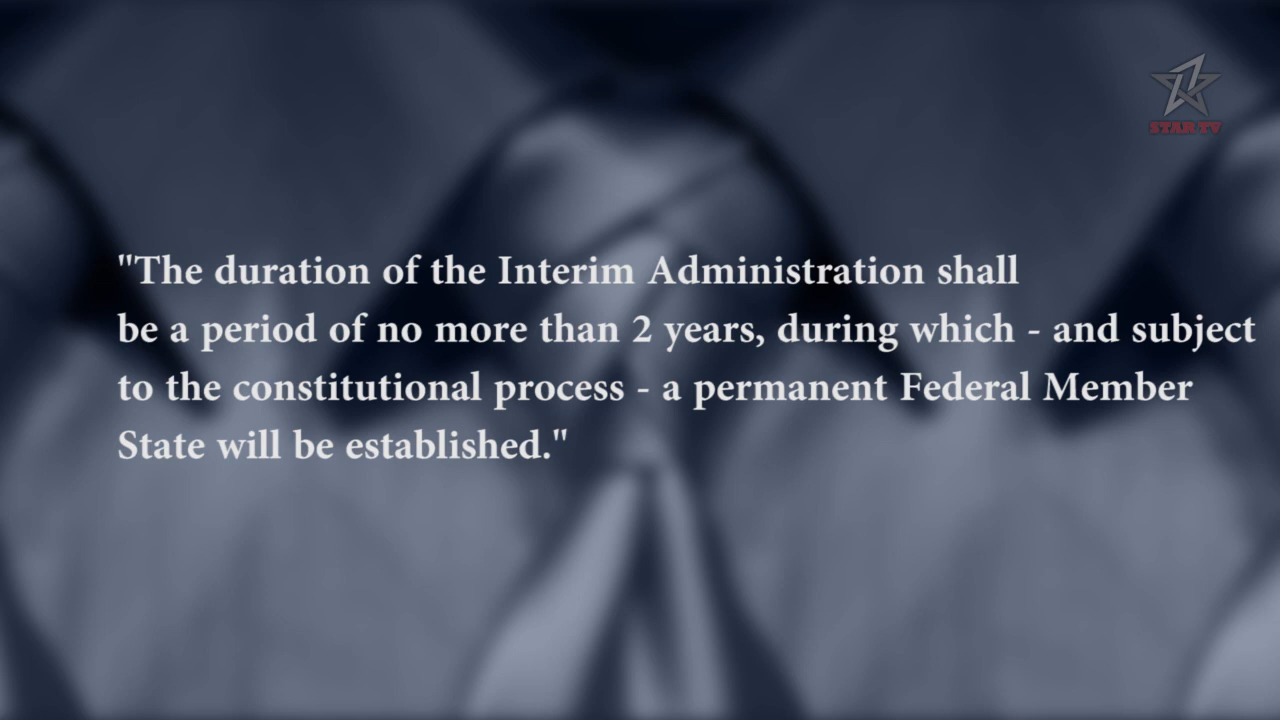 STAR TV
"The duration of the Interim Administration shall
be a period of no more than 2 years, during which - and subject
to the constitutional process - a permanent Federal Member
State will be established."